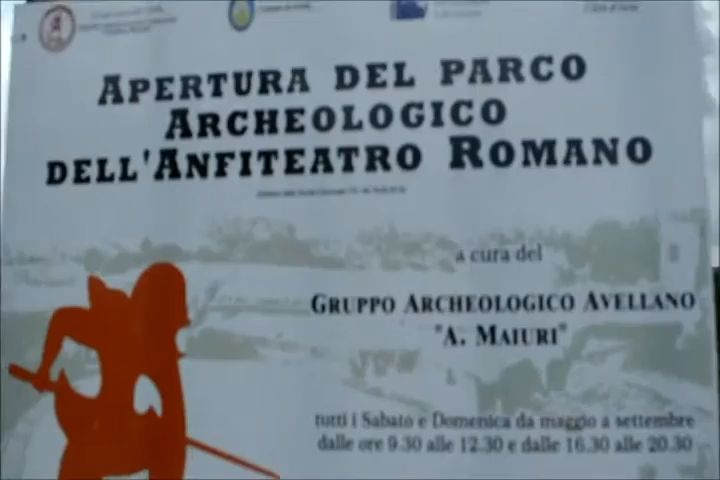 APERTURA DEL PARCO
ARCHEOLOGICO
DELL'ANFITEATRO ROMANO
a cura del
GRUPPO ARCHEOLOGICO AVELLANO
"A. MAIURI"
tutti i Sabato e Domenica da maggio a settembre
dalle ore 9.30 alle 12.30 e dalle 16.30 alle 20.30